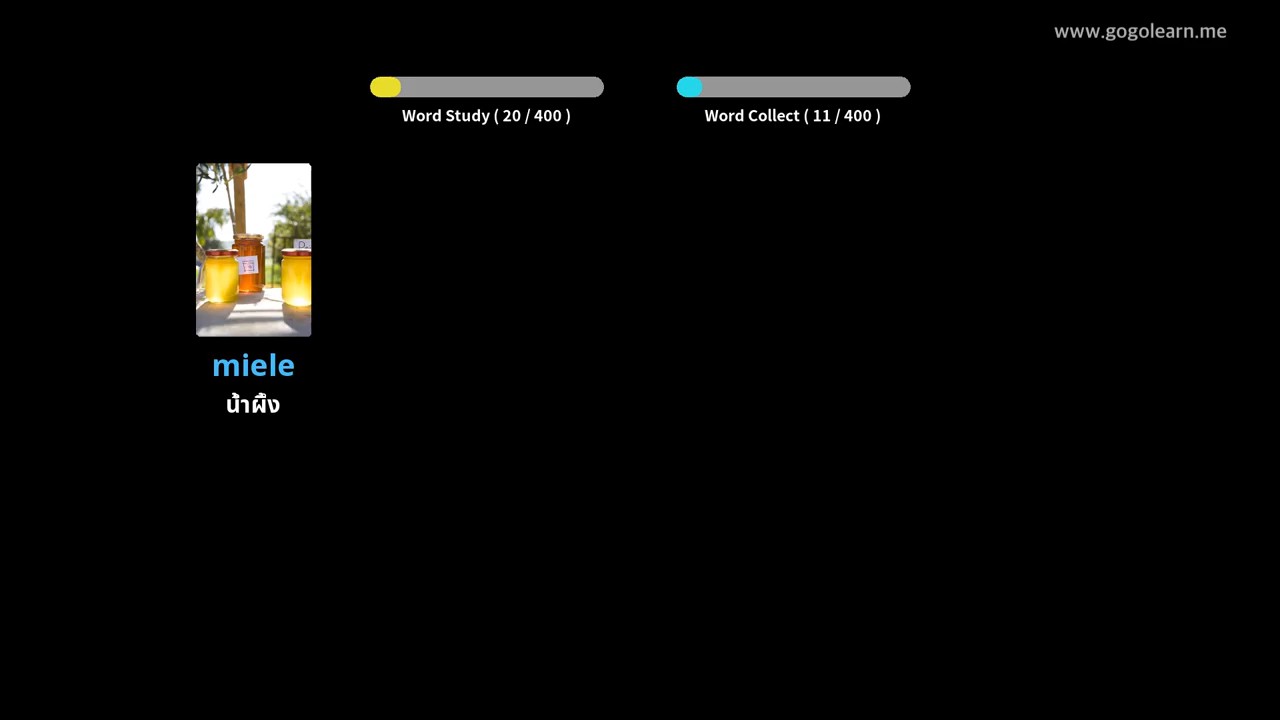 www.gogolearn.me
Word Study ( 20 / 400 )
Word Collect ( 11 / 400 )
D.
miele
น้ำผึ้ง